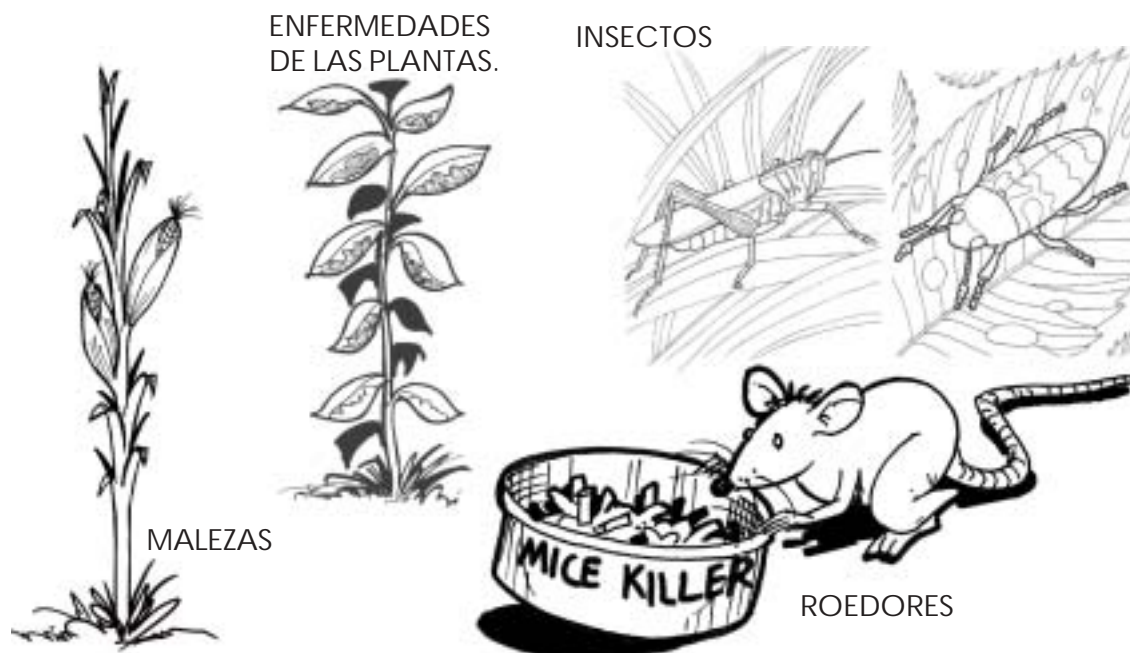 ENFERMEDADES
DE LAS PLANTAS.
INSECTOS
MALEZAS
MICE KILLER
ROEDORES